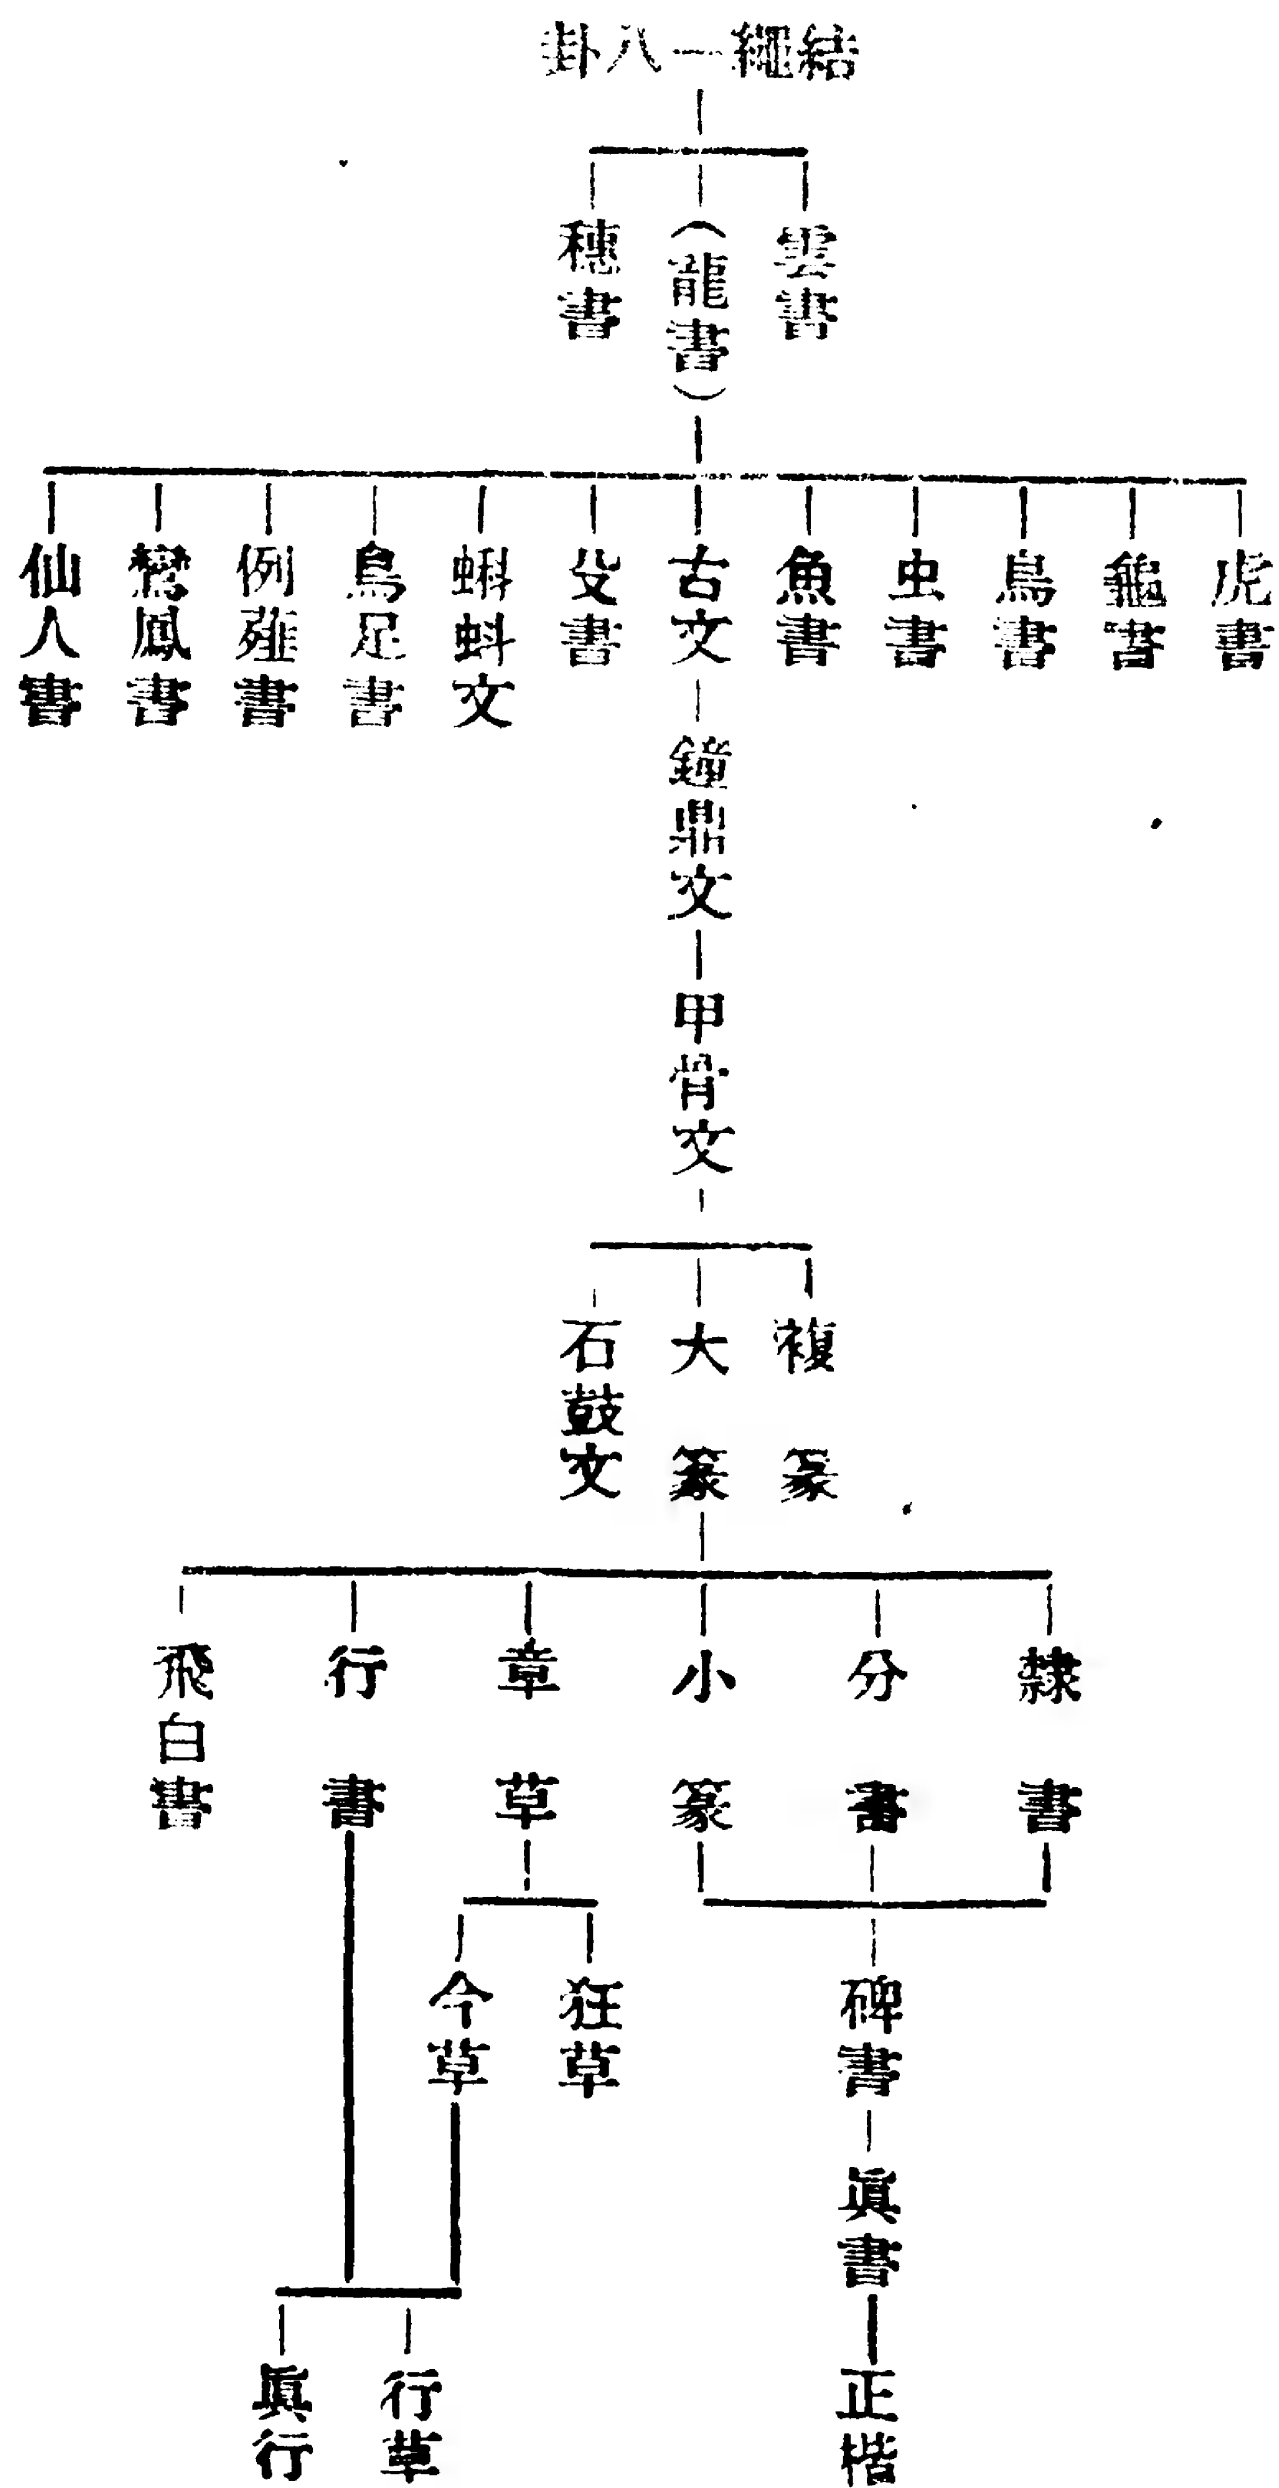 結繩—八卦
雲書
(龍書)
穗書
虎書
龜書
鳥書
虫書
魚書
古文
殳書
蝌蚪文
鳥足書
鸞鳳書
仙人書
鐘鼎文
甲骨文
複篆
大篆
石鼓文
隸書
分書
小篆
章草
行書
飛白書
狂草
今草
碑書
眞書
正楷
行草
眞行